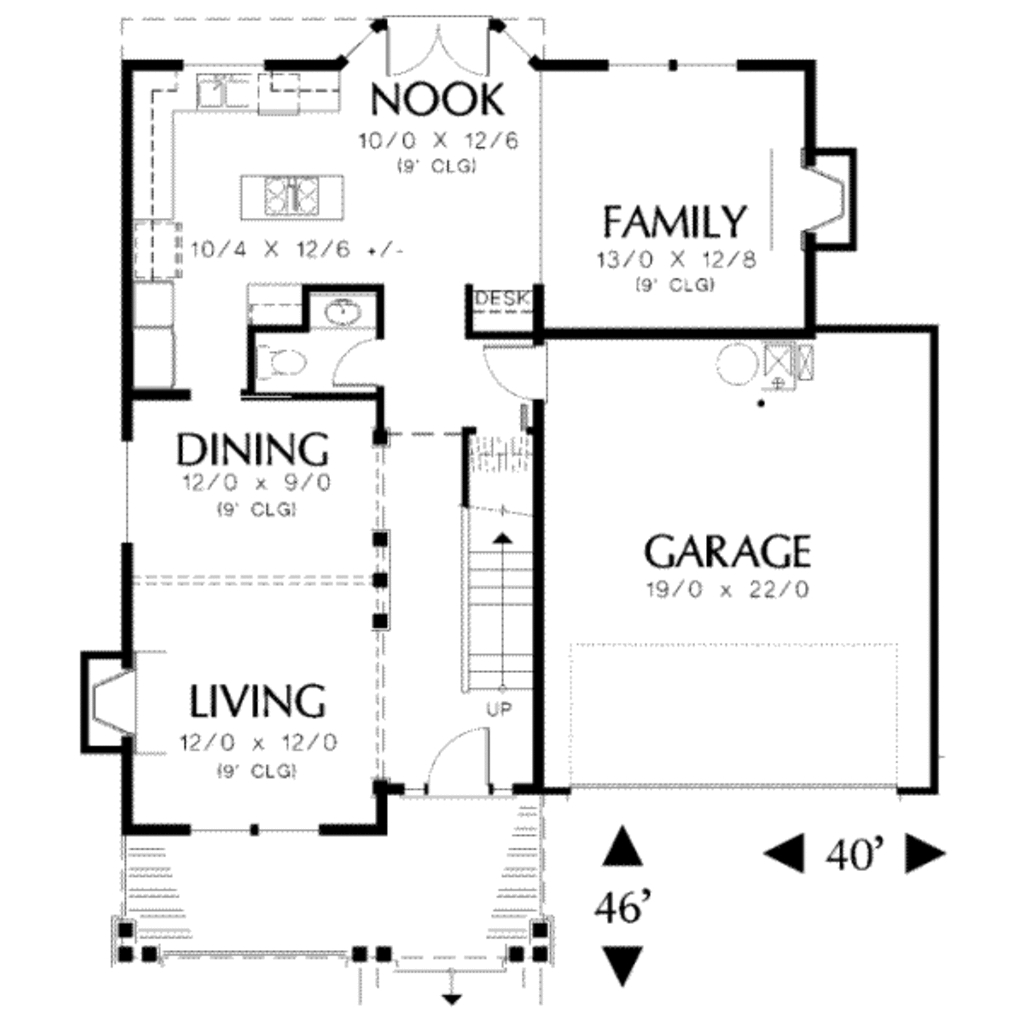 NOOK
10/0 X 12/6
(9' CLG)
FAMILY
13/0 X 12/8
(9' CLG)
10/4 X 12/6 +/-
DESK
DINING
12/0 x 9/0
(9' CLG)
GARAGE
19/0 x 22/0
LIVING
12/0 x 12/0
(9' CLG)
UP
40'
46'